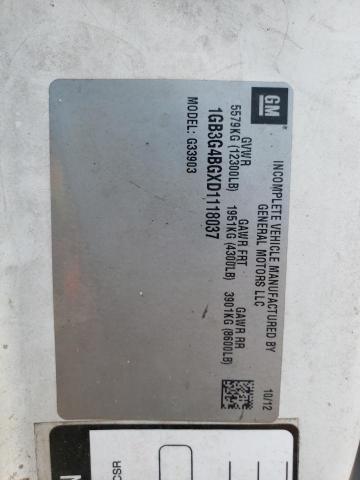 GM
INCOMPLETE VEHICLE MANUFACTURED BY
GENERAL MOTORS LLC
10/12
GVWR GAWR FRT GAWR RR
5579KG (12300LB) 1951KG (4300LB) 3901KG (8600LB)
1GB3G4BGXD1118037
MODEL: G33903
CSR